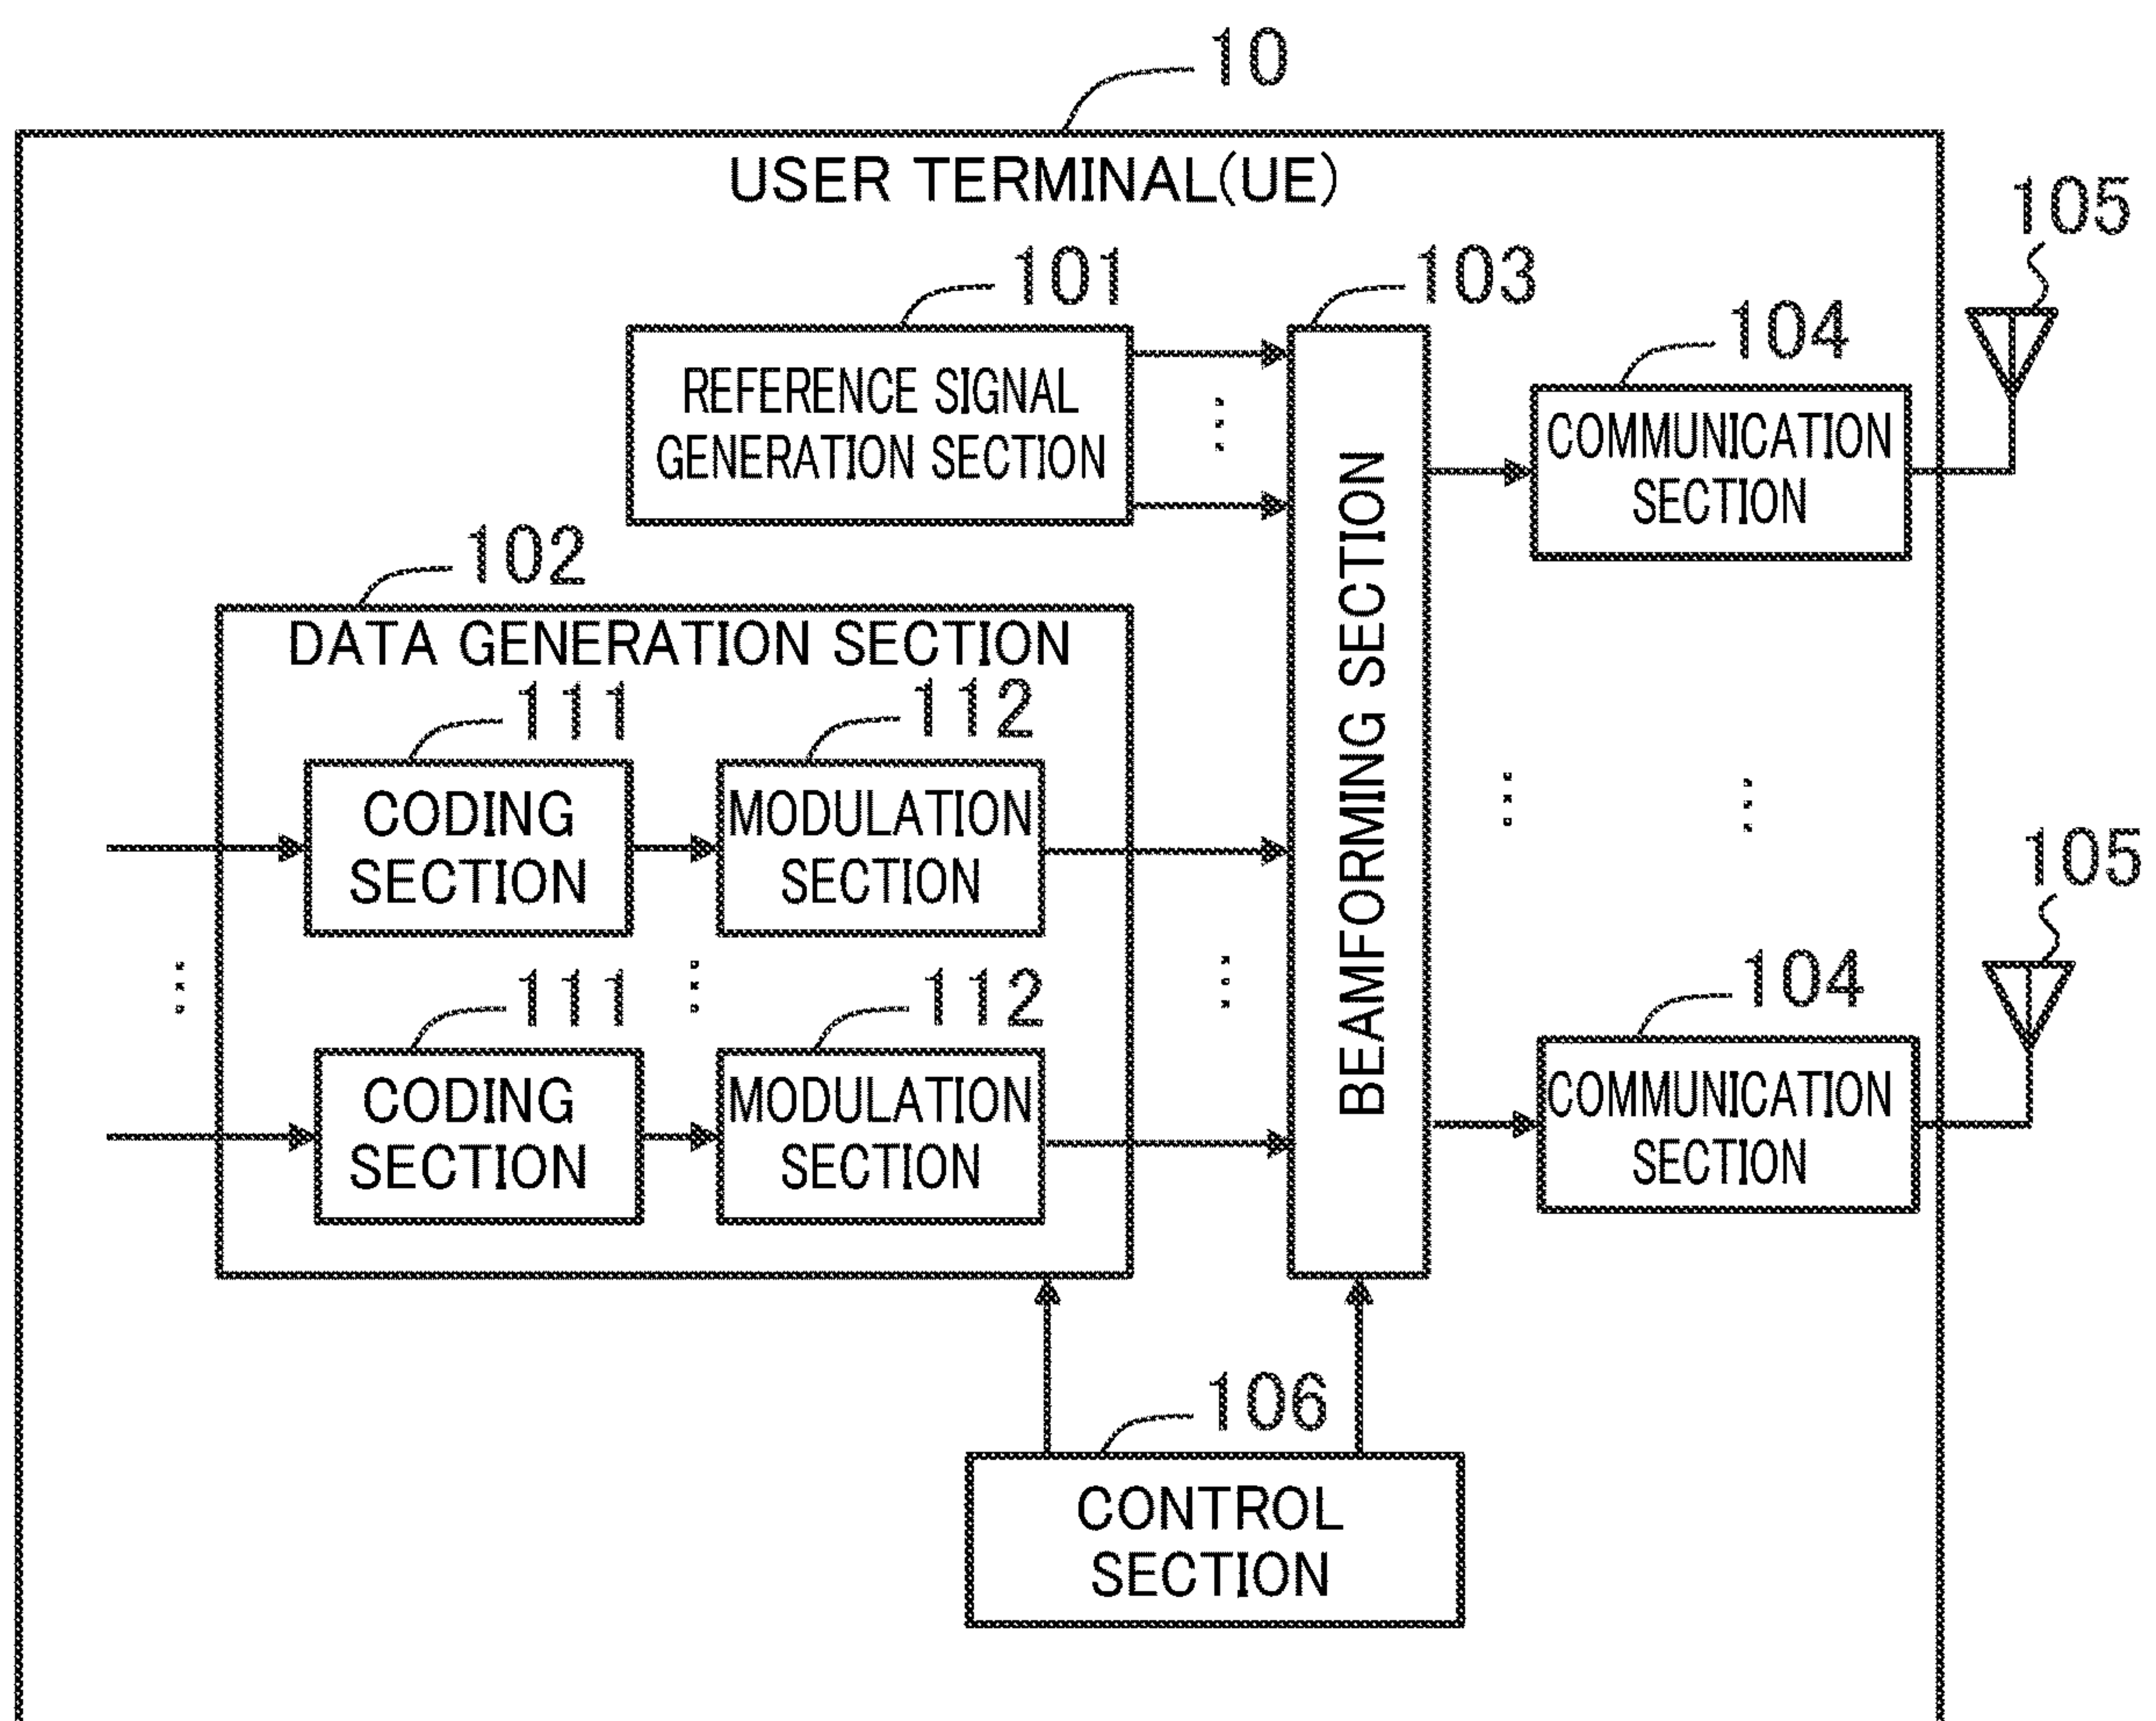 10
USER TERMINAL(UE)
105
101
103
104
REFERENCE SIGNAL
GENERATION SECTION
COMMUNICATION
SECTION
102
DATA GENERATION SECTION
BEAMFORMING SECTION
111
112
CODING
SECTION
MODULATION
SECTION
105
111
112
104
CODING
SECTION
MODULATION
SECTION
COMMUNICATION
SECTION
106
CONTROL
SECTION